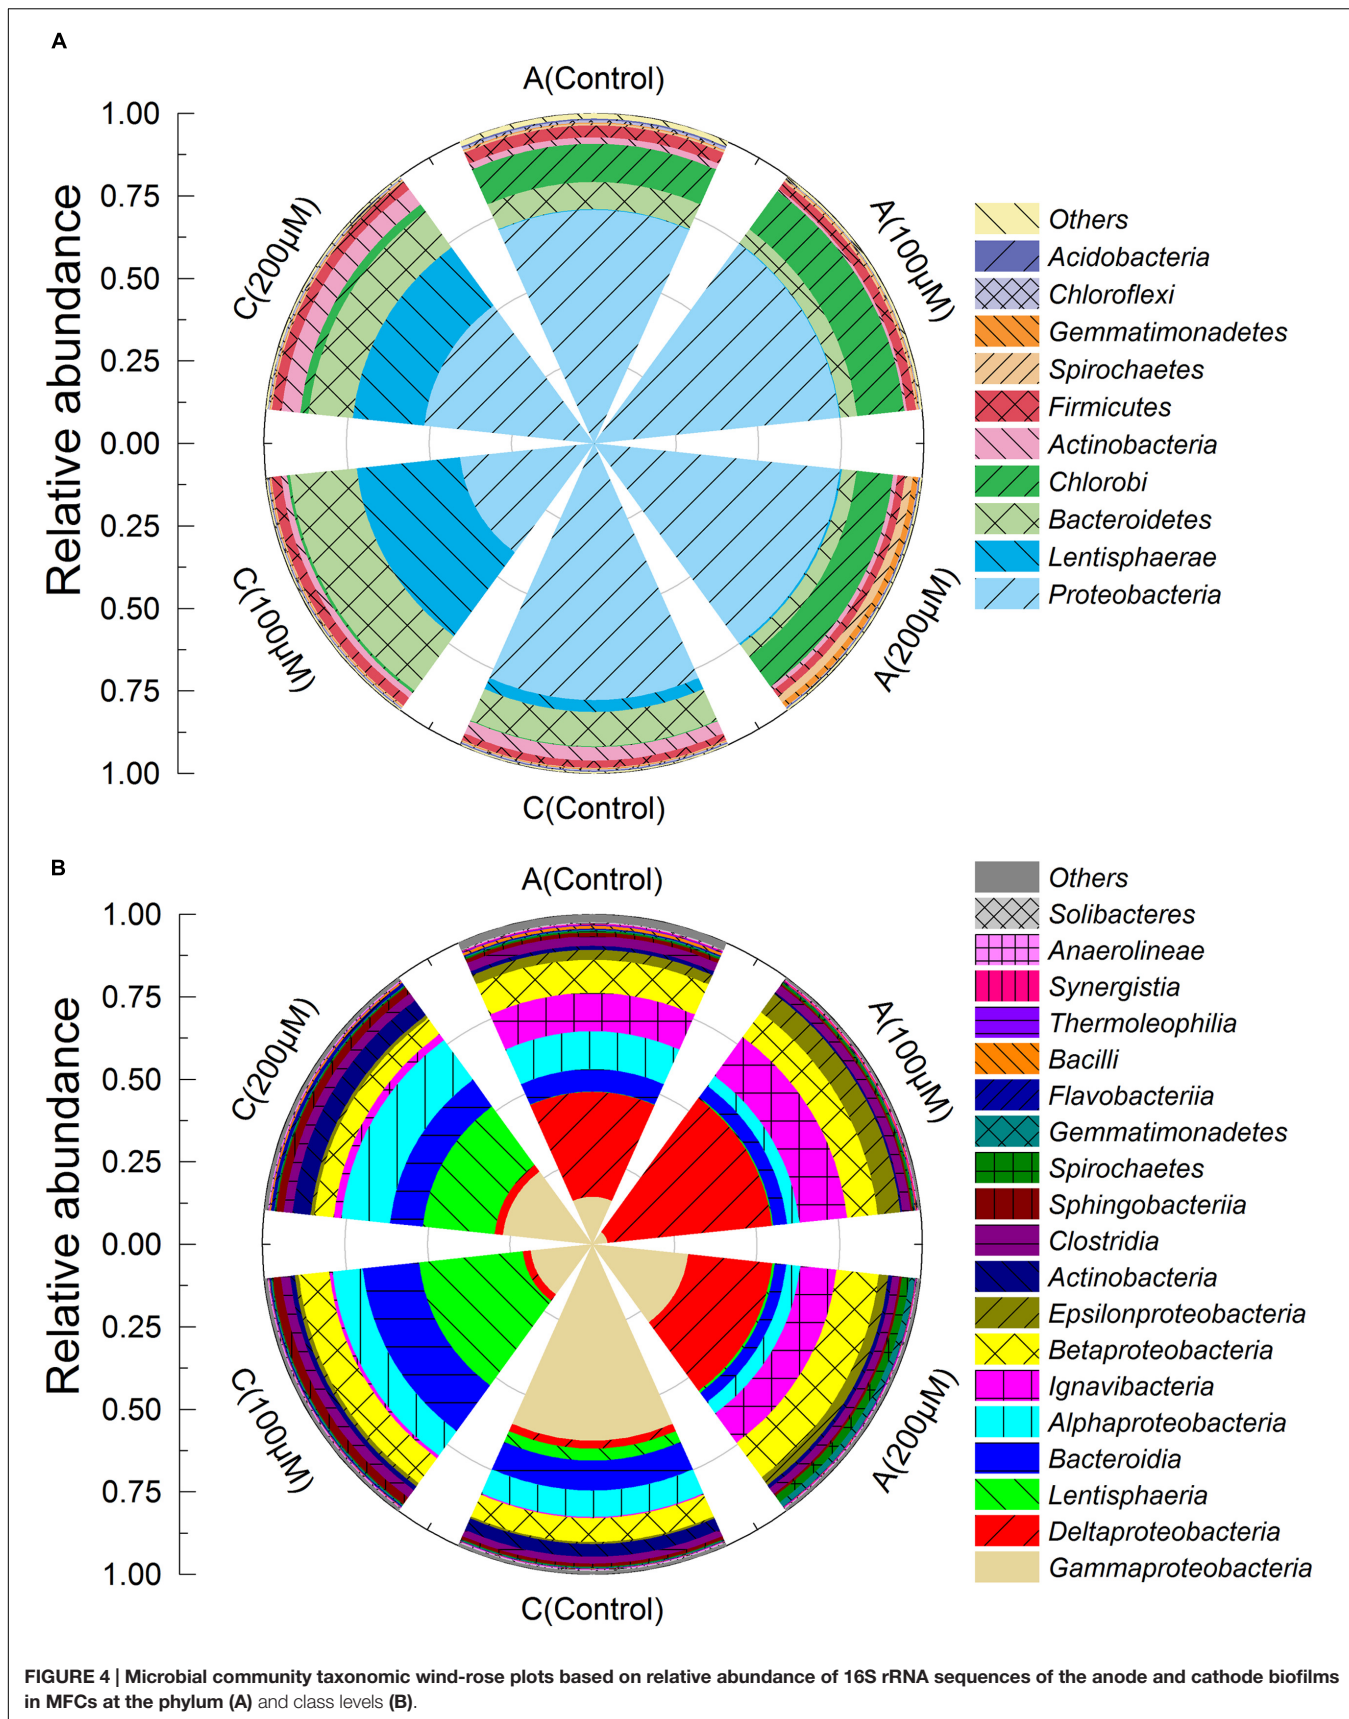 A
A(Control)
A(100μM)
A(200μM)
C(Control)
C(100μM)
C(200μM)
Relative abundance
1.00
0.75
0.50
0.25
0.00
0.25
0.50
0.75
1.00
Others
Acidobacteria
Chloroflexi
Gemmatimonadetes
Spirochaetes
Firmicutes
Actinobacteria
Chlorobi
Bacteroidetes
Lentisphaerae
Proteobacteria
B
A(Control)
A(100μM)
A(200μM)
C(Control)
C(100μM)
C(200μM)
Relative abundance
1.00
0.75
0.50
0.25
0.00
0.25
0.50
0.75
1.00
Others
Solibacteres
Anaerolineae
Synergistia
Thermoleophilia
Bacilli
Flavobacteriia
Gemmatimonadetes
Spirochaetes
Sphingobacteriia
Clostridia
Actinobacteria
Epsilonproteobacteria
Betaproteobacteria
Ignavibacteria
Alphaproteobacteria
Bacteroidia
Lentisphaeria
Deltaproteobacteria
Gammaproteobacteria
FIGURE 4 | Microbial community taxonomic wind-rose plots based on relative abundance of 16S rRNA sequences of the anode and cathode biofilms
in MFCs at the phylum (A) and class levels (B).